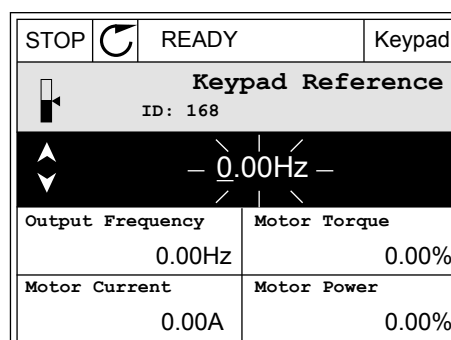 STOP READY Keypad
Keypad Reference
ID: 168
0.00Hz
Output Frequency Motor Torque
0.00Hz 0.00%
Motor Current Motor Power
0.00A 0.00%